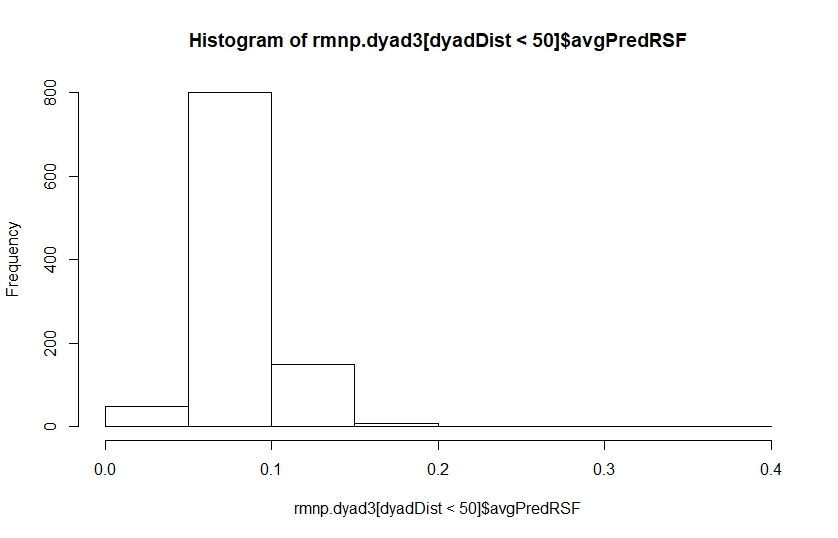 Histogram of rmnp.dyad3[dyadDist < 50]$avgPredRSF
Frequency
800
600
400
200
0
0.0 0.1 0.2 0.3 0.4
rmnp.dyad3[dyadDist < 50]$avgPredRSF